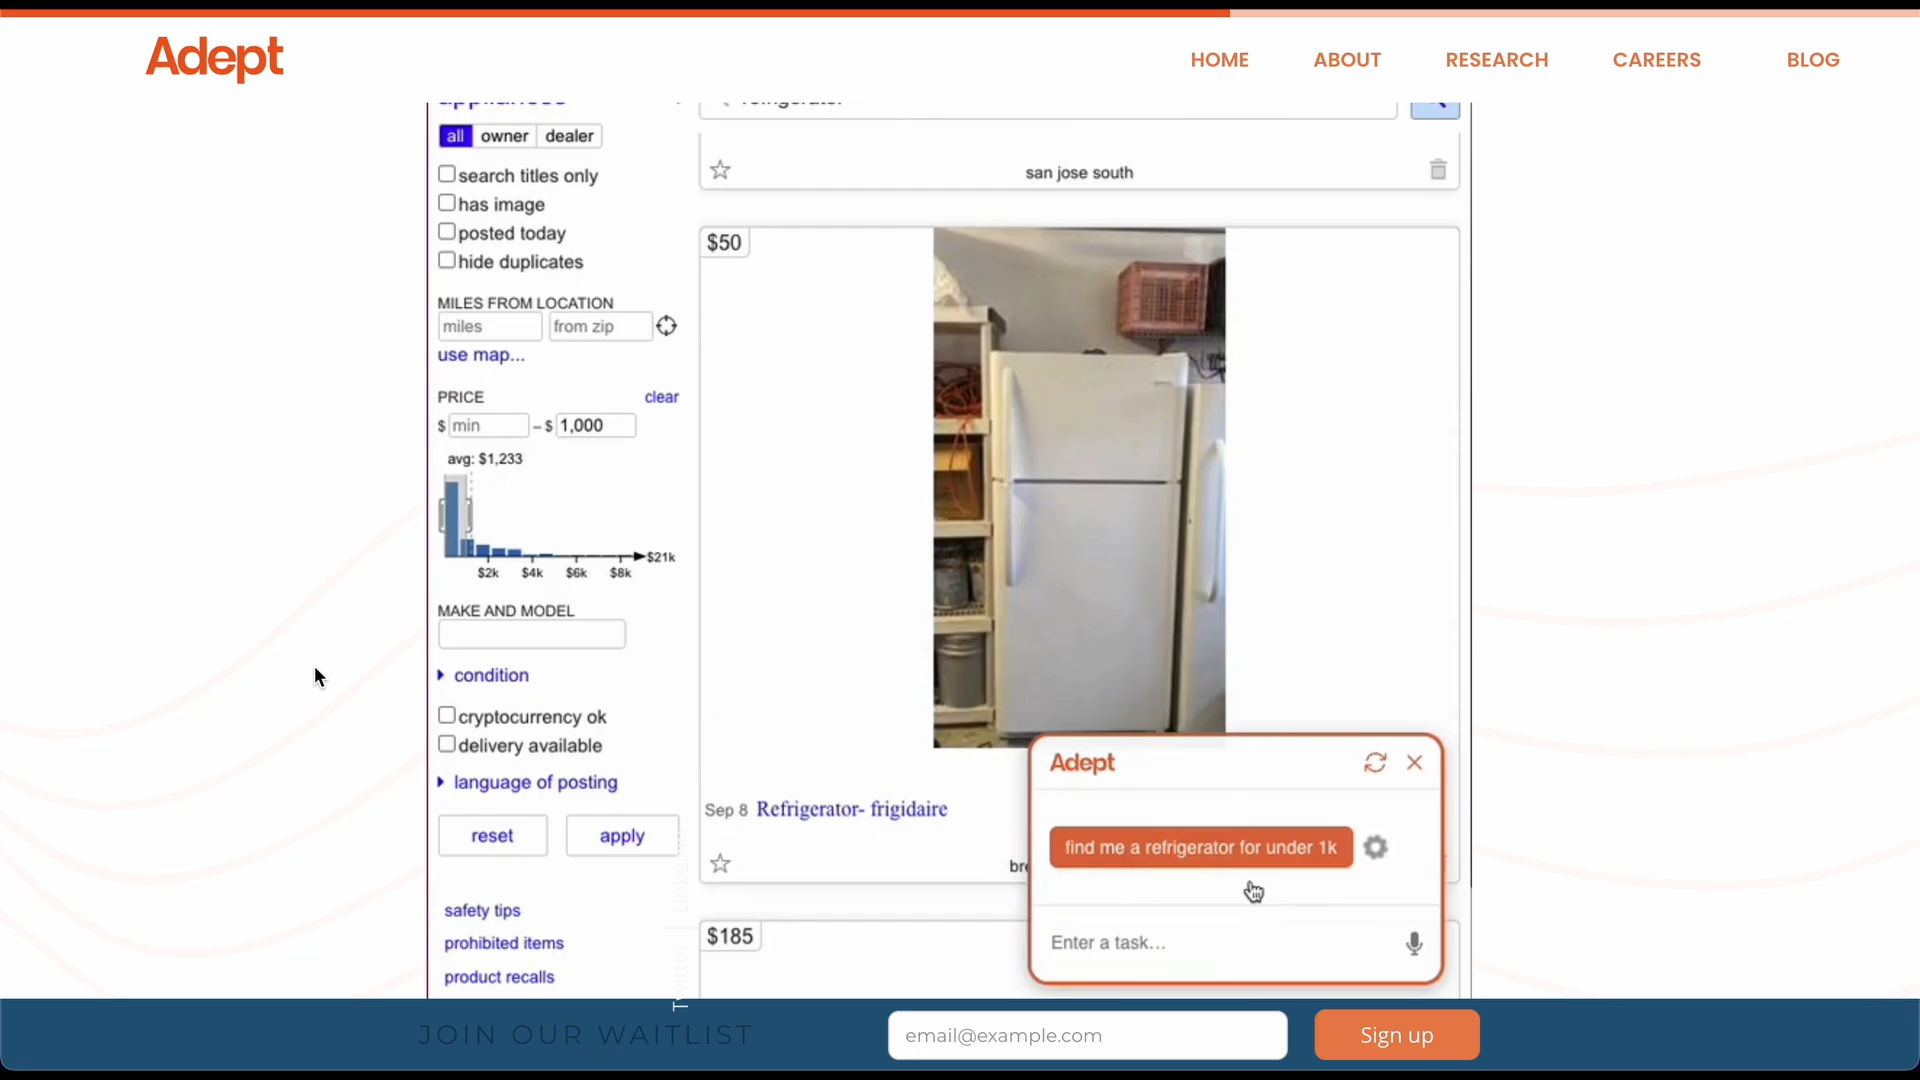 Adept
HOME ABOUT RESEARCH CAREERS BLOG
appliances
refrigerator
all owner dealer
search titles only
has image
posted today
hide duplicates
MILES FROM LOCATION
miles from zip
use map...
PRICE clear
$ min – $ 1,000
avg: $1,233
$21k
$2k $4k $6k $8k
MAKE AND MODEL
condition
cryptocurrency ok
delivery available
language of posting
reset apply
safety tips
prohibited items
product recalls
san jose south
$50
Sep 8 Refrigerator- frigidaire
$185
Adept
find me a refrigerator for under 1k
Enter a task...
Twitter | LinkedIn
JOIN OUR WAITLIST
email@example.com
Sign up